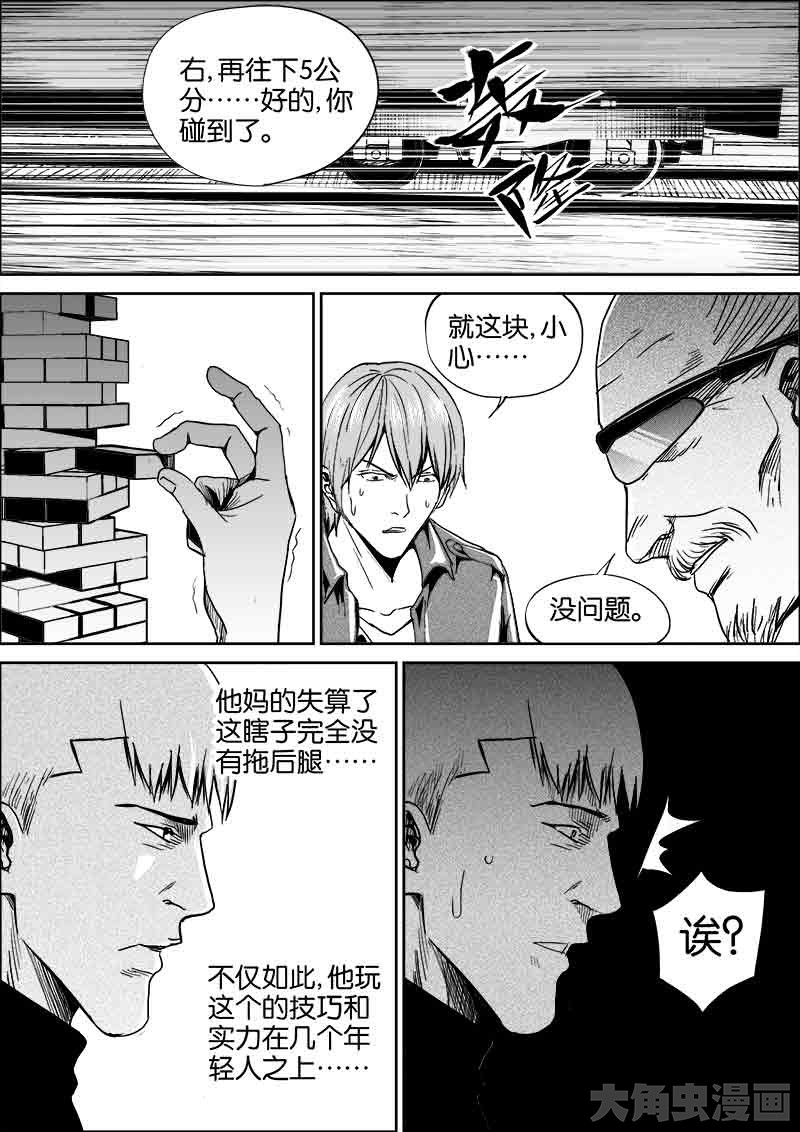 右,再往下5公
分……好的,你
碰到了。
就这块,小
心……
没问题。
他妈的失算了
这瞎子完全没
有拖后腿……
不仅如此,他玩
这个的技巧和
实力在几个年
轻人之上……
诶?
大角虫漫画